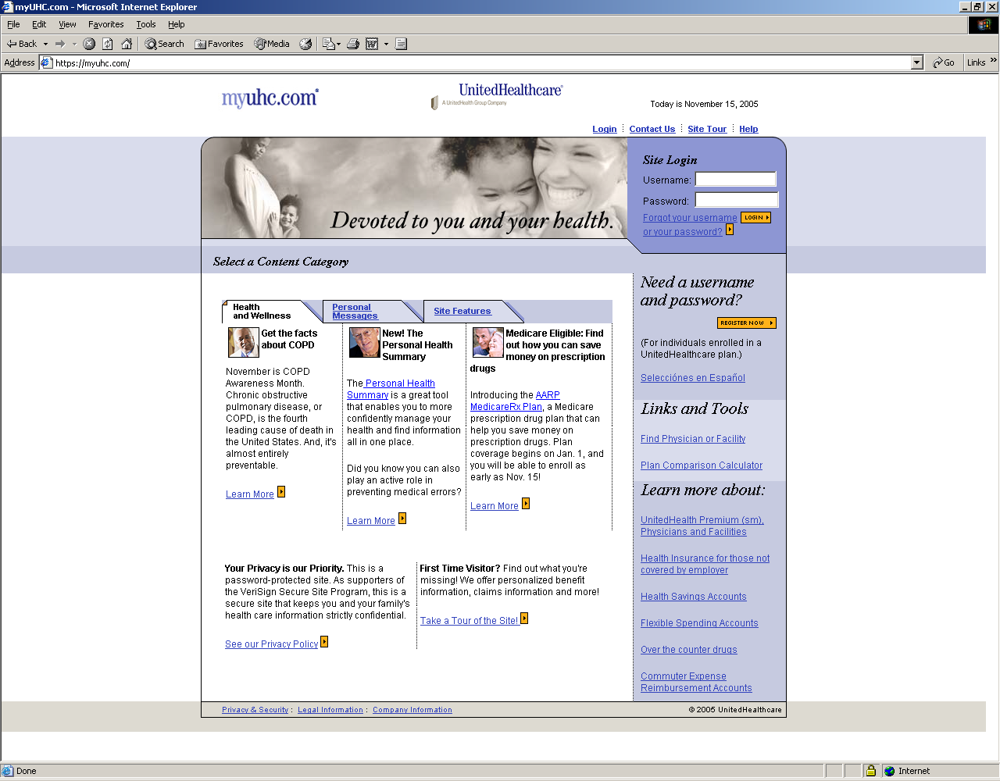 myUHC.com - Microsoft Internet Explorer
File Edit View Favorites Tools Help
Back Search Favorites Media
Address https://myuhc.com/ Go Links »
myuhc.com®
UnitedHealthcare®
A UnitedHealth Group Company
Today is November 15, 2005
Login Contact Us Site Tour Help
Devoted to you and your health.
Site Login
Username:
Password:
Forgot your username LOGIN
or your password?
Select a Content Category
Health
and Wellness
Personal
Messages
Site Features
Get the facts
about COPD
November is COPD
Awareness Month.
Chronic obstructive
pulmonary disease, or
COPD, is the fourth
leading cause of death in
the United States. And, it's
almost entirely
preventable.
Learn More
New! The
Personal Health
Summary
The Personal Health
Summary is a great tool
that enables you to more
confidently manage your
health and find information
all in one place.
Did you know you can also
play an active role in
preventing medical errors?
Learn More
Medicare Eligible: Find
out how you can save
money on prescription
drugs
Introducing the AARP
MedicareRx Plan, a Medicare
prescription drug plan that can
help you save money on
prescription drugs. Plan
coverage begins on Jan. 1, and
you will be able to enroll as
early as Nov. 15!
Learn More
Your Privacy is our Priority. This is a
password-protected site. As supporters of
the VeriSign Secure Site Program, this is a
secure site that keeps you and your family's
health care information strictly confidential.
See our Privacy Policy
First Time Visitor? Find out what you're
missing! We offer personalized benefit
information, claims information and more!
Take a Tour of the Site!
Need a username
and password?
REGISTER NOW
(For individuals enrolled in a
UnitedHealthcare plan.)
Selecciónes en Español
Links and Tools
Find Physician or Facility
Plan Comparison Calculator
Learn more about:
UnitedHealth Premium (sm),
Physicians and Facilities
Health Insurance for those not
covered by employer
Health Savings Accounts
Flexible Spending Accounts
Over the counter drugs
Commuter Expense
Reimbursement Accounts
Privacy & Security : Legal Information : Company Information
© 2005 UnitedHealthcare
Done Internet